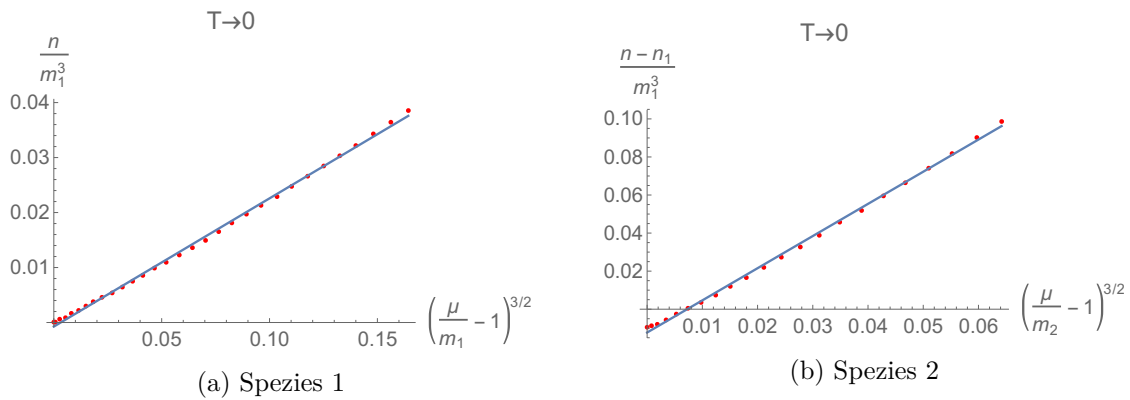 T→0
n/m₁³
0.04
0.03
0.02
0.01
0.05 0.10 0.15
(μ/m₁ − 1)^3/2
(a) Spezies 1
T→0
n − n₁/m₁³
0.10
0.08
0.06
0.04
0.02
0.01 0.02 0.03 0.04 0.05 0.06
(μ/m₂ − 1)^3/2
(b) Spezies 2